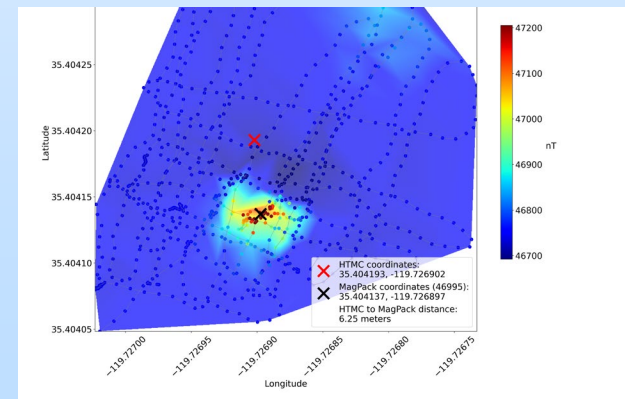 47200
35.40425
47100
35.40420
47000
nT
Latitude
46900
35.40415
46800
35.40410
HTMC coordinates:
35.404193, -119.726902
46700
MagPack coordinates (46995):
35.404137, -119.726897
HTMC to MagPack distance:
6.25 meters
35.40405
−119.72700
−119.72695
−119.72690
−119.72685
−119.72680
−119.72675
Longitude